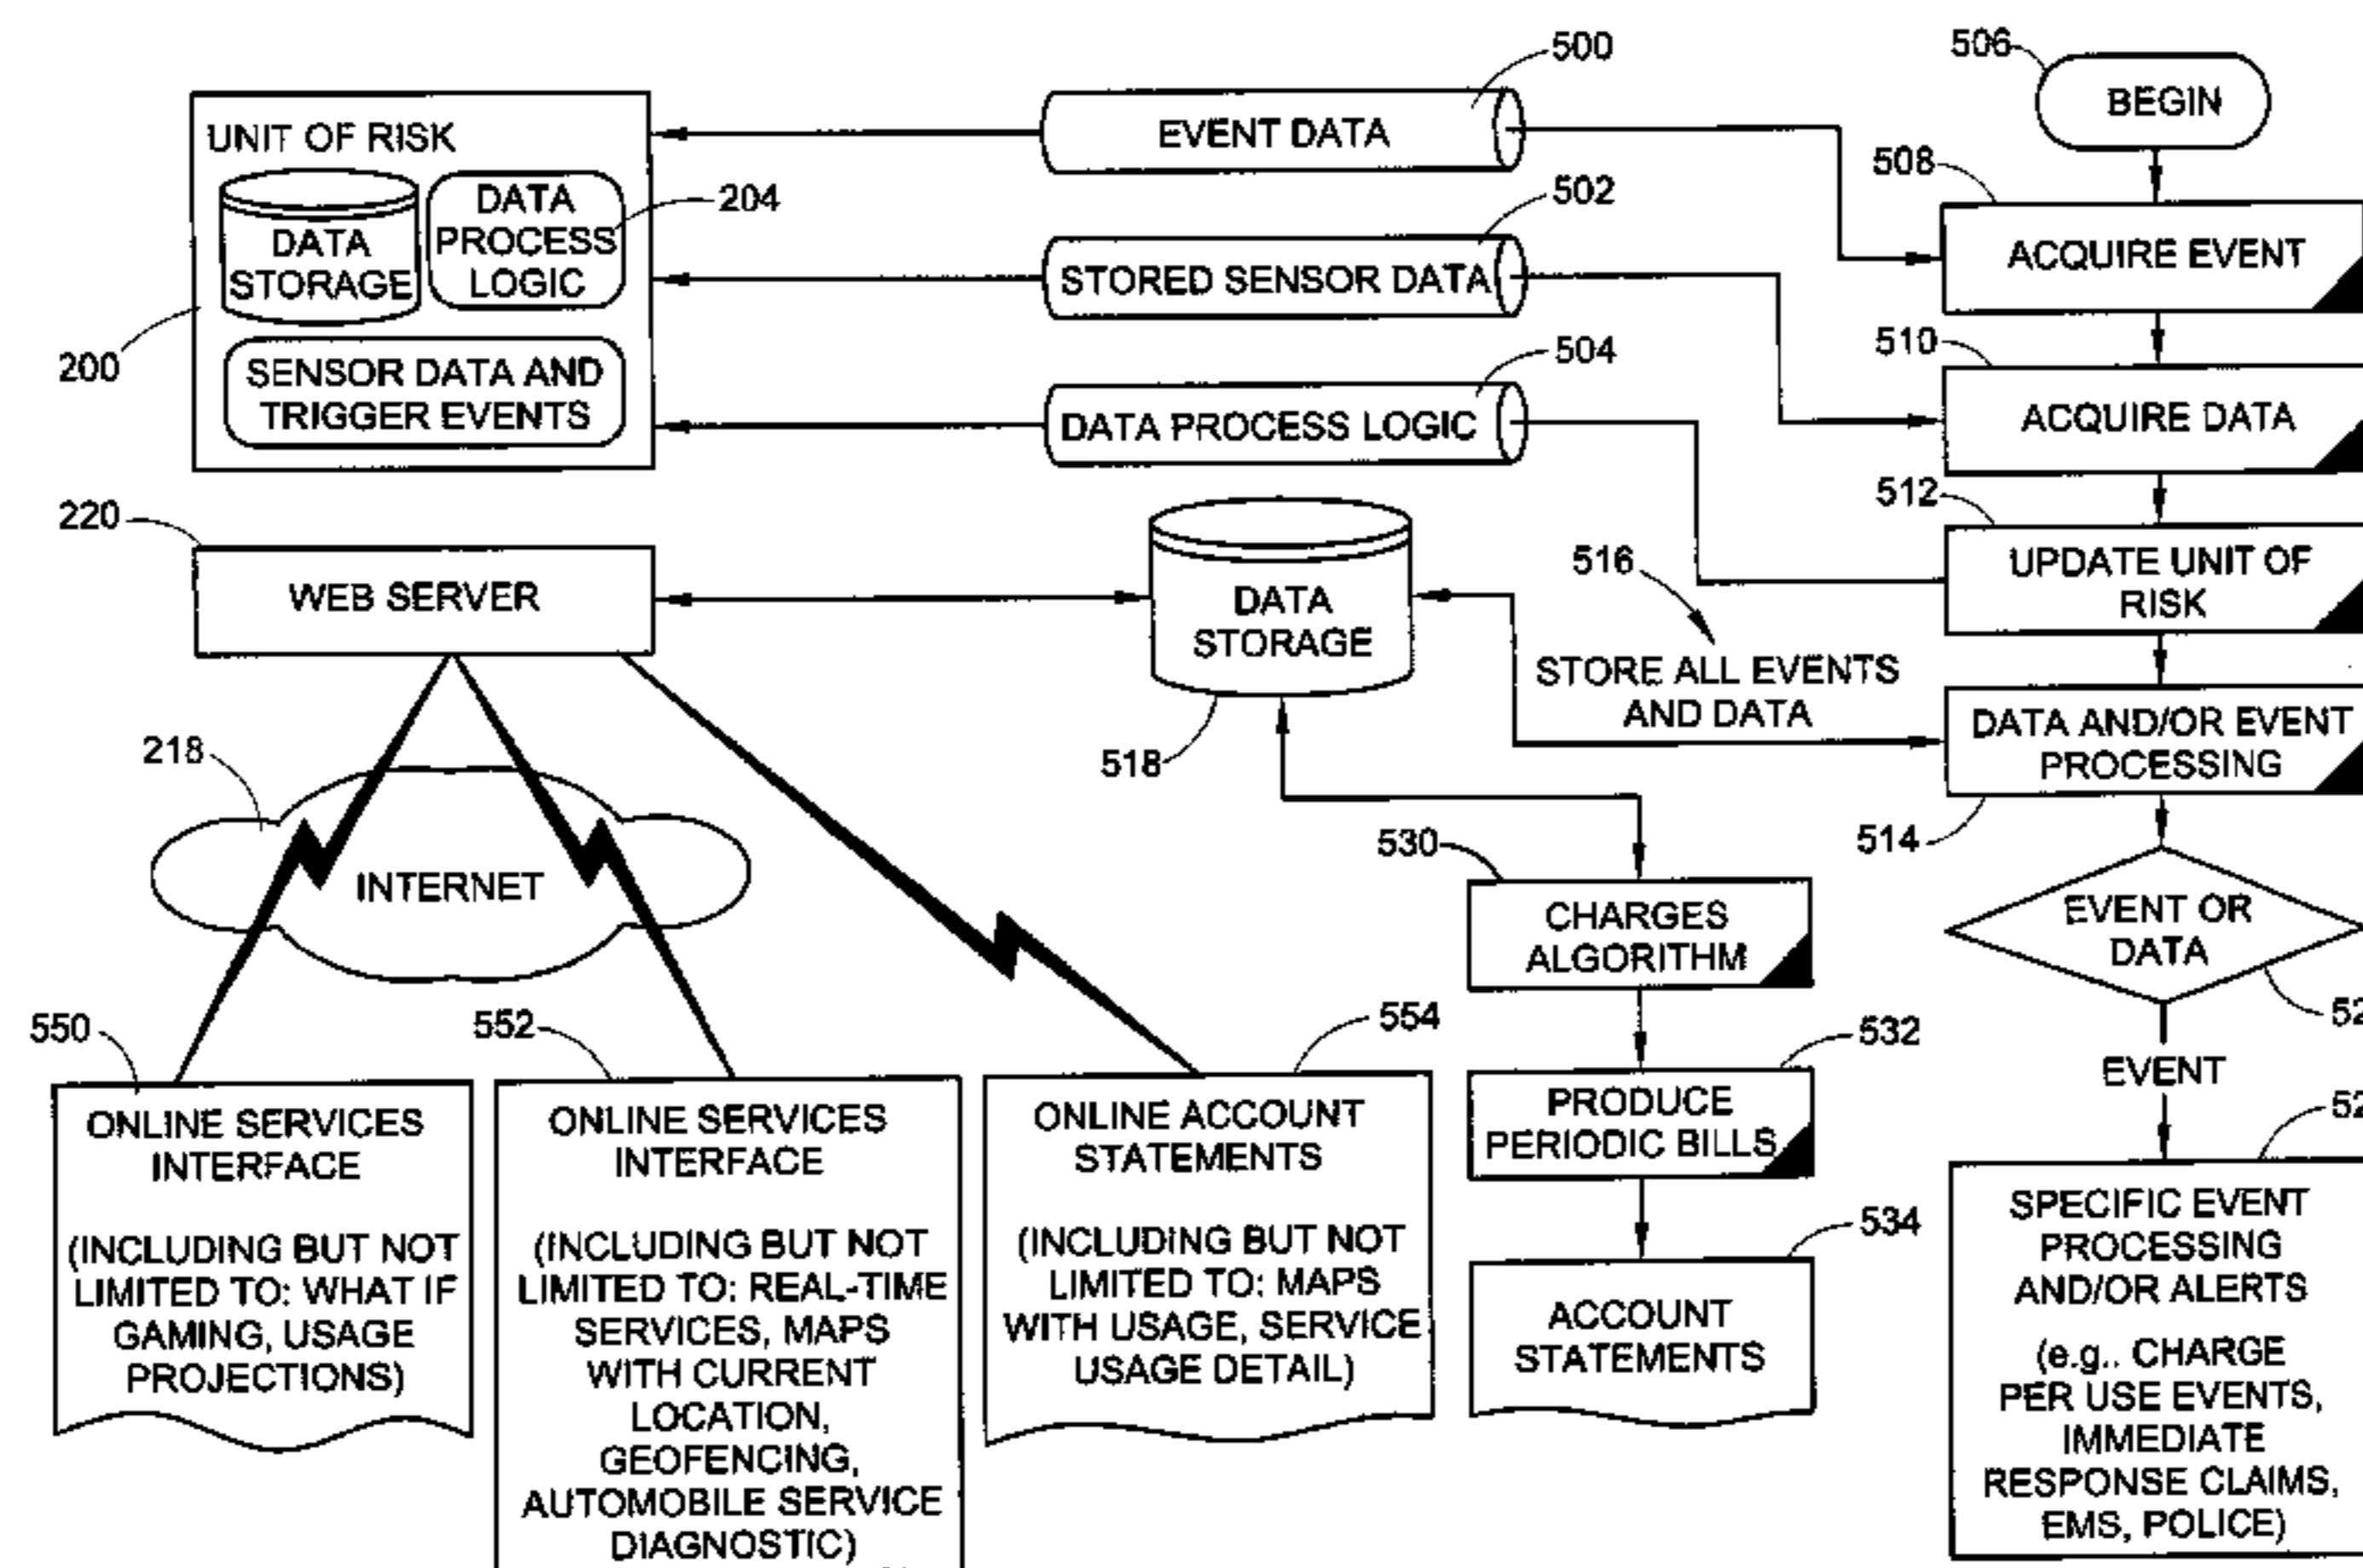 500
506
EVENT DATA
BEGIN
UNIT OF RISK
DATA
STORAGE
DATA
PROCESS
LOGIC
204
508
502
ACQUIRE EVENT
STORED SENSOR DATA
200
SENSOR DATA AND
TRIGGER EVENTS
504
510
DATA PROCESS LOGIC
ACQUIRE DATA
512
220
WEB SERVER
DATA
STORAGE
516
UPDATE UNIT OF
RISK
STORE ALL EVENTS
AND DATA
518
DATA AND/OR EVENT
PROCESSING
514
218
INTERNET
530
CHARGES
ALGORITHM
EVENT OR
DATA
550
552
554
532
EVENT
ONLINE SERVICES
INTERFACE
(INCLUDING BUT NOT
LIMITED TO: WHAT IF
GAMING, USAGE
PROJECTIONS)
ONLINE SERVICES
INTERFACE
(INCLUDING BUT NOT
LIMITED TO: REAL-TIME
SERVICES, MAPS
WITH CURRENT
LOCATION,
GEOFENCING,
AUTOMOBILE SERVICE
DIAGNOSTIC)
ONLINE ACCOUNT
STATEMENTS
(INCLUDING BUT NOT
LIMITED TO: MAPS
WITH USAGE, SERVICE
USAGE DETAIL)
PRODUCE
PERIODIC BILLS
534
ACCOUNT
STATEMENTS
SPECIFIC EVENT
PROCESSING
AND/OR ALERTS
(e.g.. CHARGE
PER USE EVENTS,
IMMEDIATE
RESPONSE CLAIMS,
EMS, POLICE)